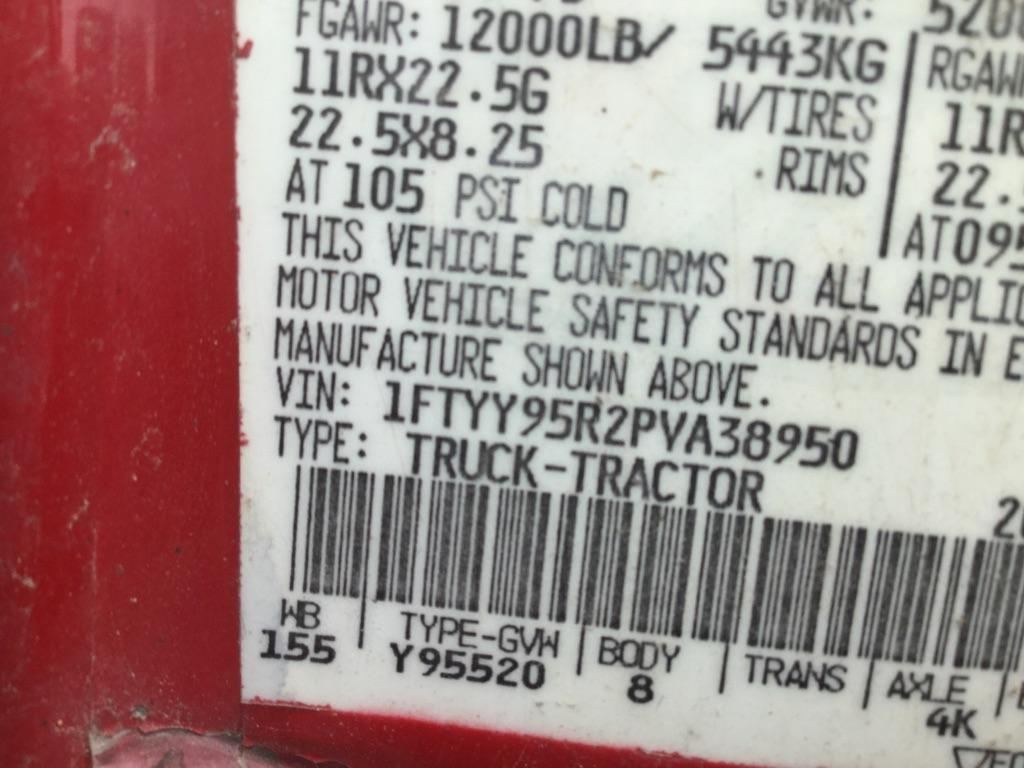 GVWR:
FGAWR: 12000LB/ 5443KG
11RX22.5G W/TIRES
22.5X8.25 RIMS
AT 105 PSI COLD
THIS VEHICLE CONFORMS TO ALL
MOTOR VEHICLE SAFETY STANDARDS IN
MANUFACTURE SHOWN ABOVE.
VIN: 1FTYY95R2PVA38950
TYPE: TRUCK-TRACTOR
WB TYPE-GVW BODY TRANS AXLE
155 Y95520 8 4K